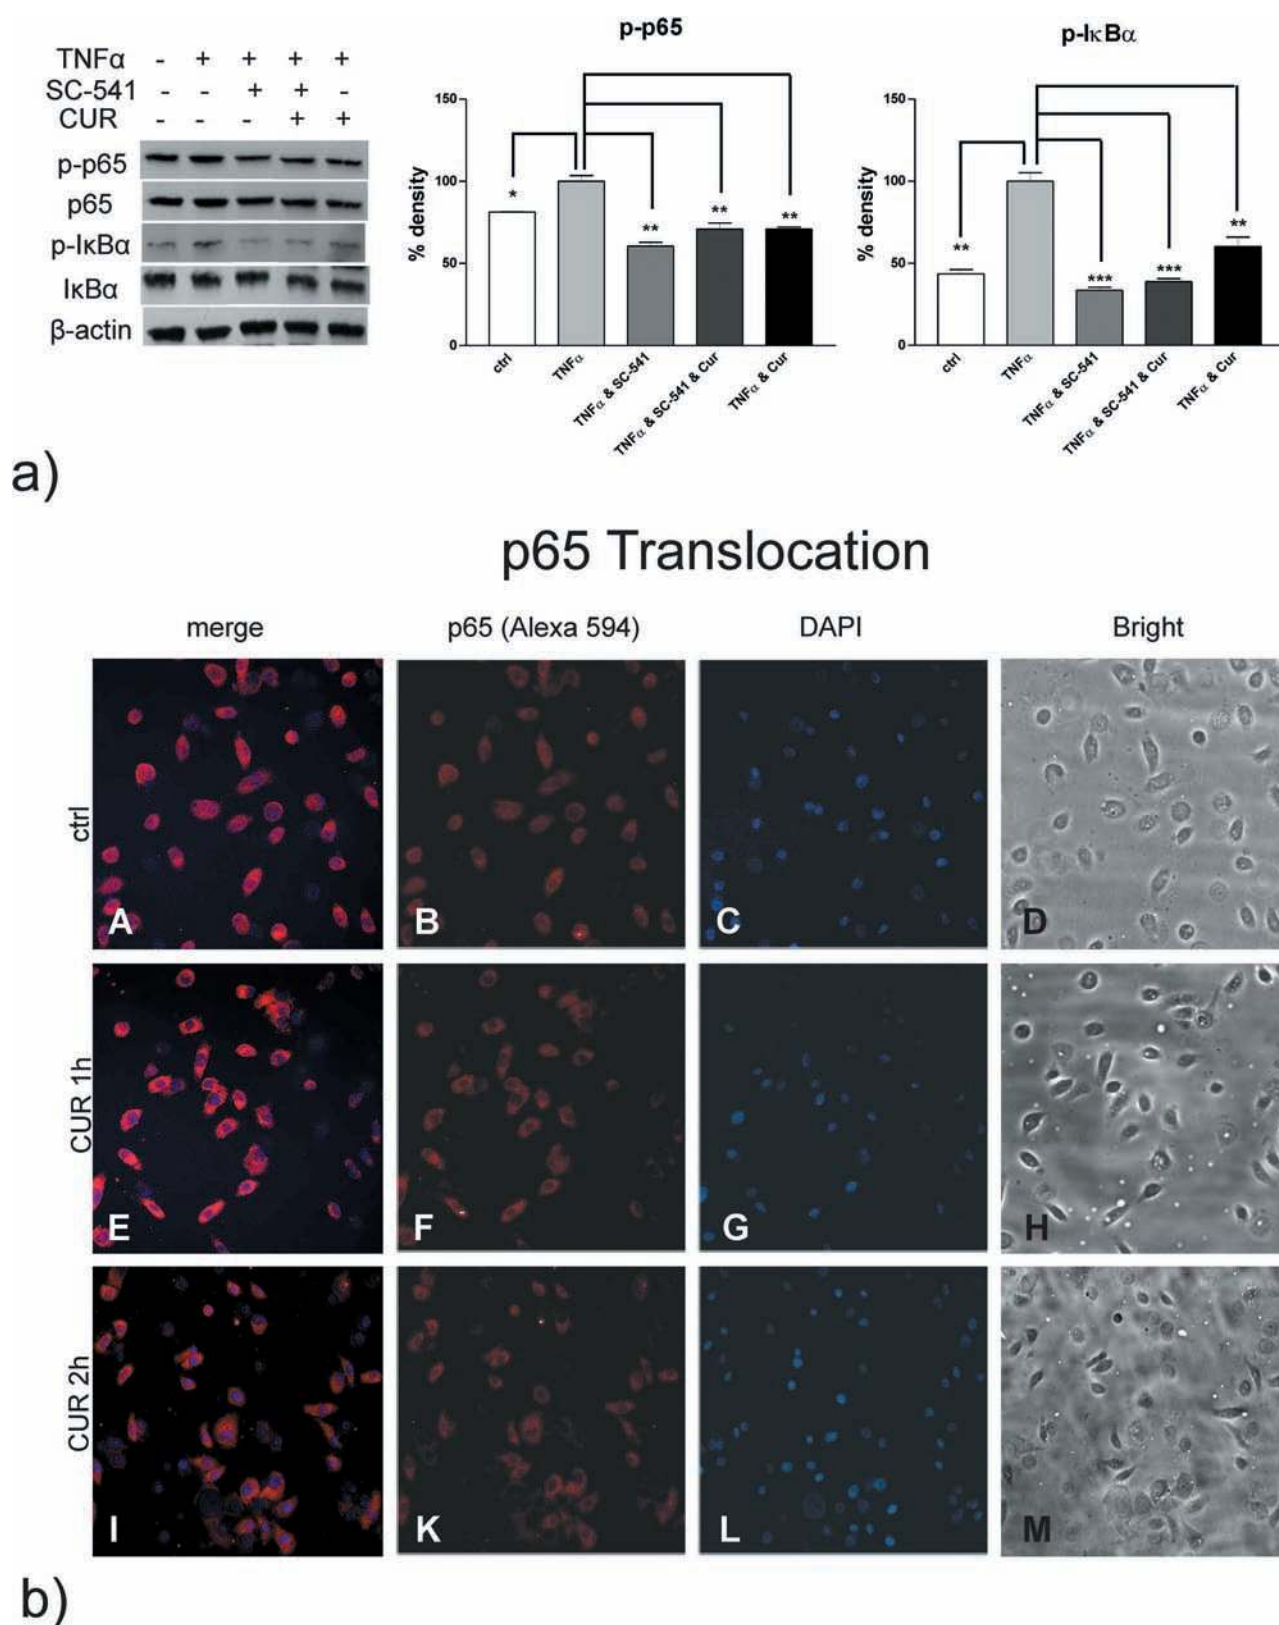 TNFα - + + + +
SC-541 - - + + -
CUR - - - + +
p-p65
p65
p-IκBα
IκBα
β-actin
p-p65
% density
150
100
50
0
*
**
**
**
ctrl
TNFα
TNFα & SC-541
TNFα & SC-541 & Cur
TNFα & Cur
p-IκBα
150
100
50
0
% density
**
***
***
**
ctrl
TNFα
TNFα & SC-541
TNFα & SC-541 & Cur
TNFα & Cur
a)
p65 Translocation
merge p65 (Alexa 594) DAPI Bright
ctrl
A B C D
CUR 1h
E F G H
CUR 2h
I K L M
b)